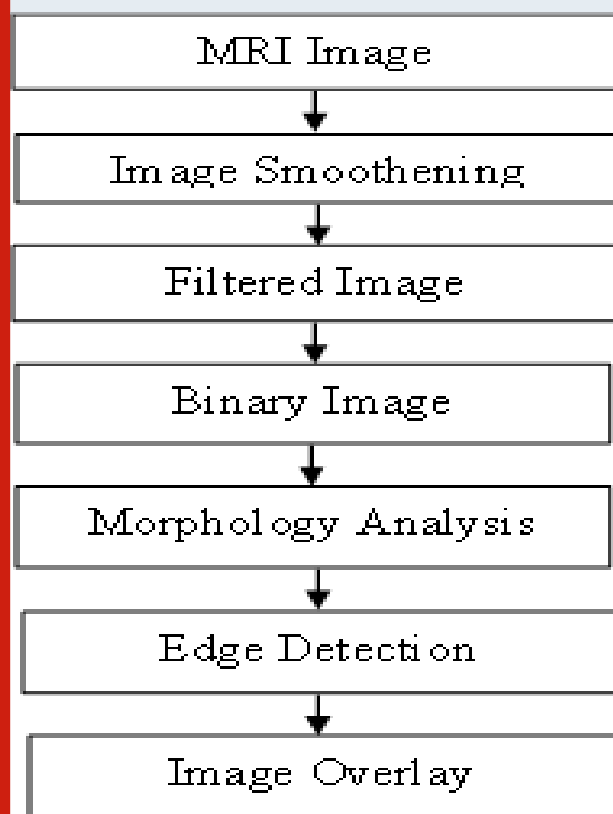 MRI Image
Image Smoothening
Filtered Image
Binary Image
Morphology Analysis
Edge Detection
Image Overlay